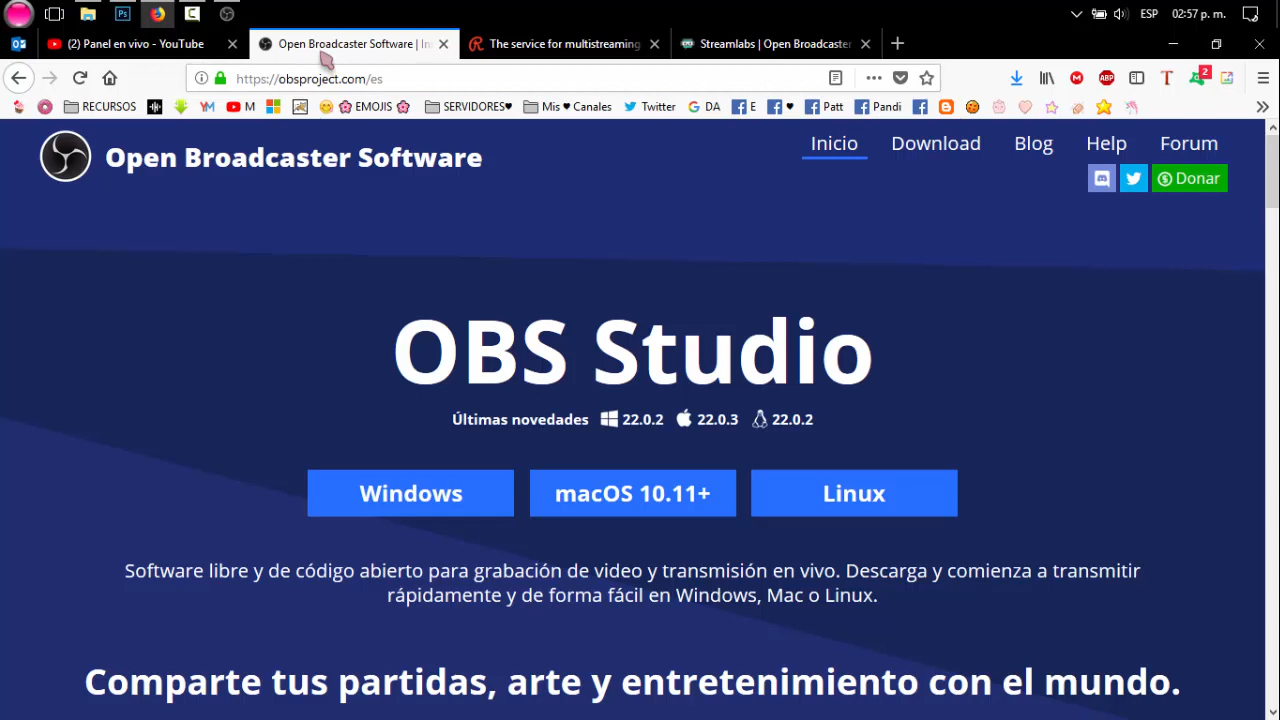 ESP 02:57 p. m.
(2) Panel en vivo - YouTube
Open Broadcaster Software | In
The service for multistreaming
Streamlabs | Open Broadcaster
https://obsproject.com/es
ABP
T
2
RECURSOS
YM
M
EMOJIS
SERVIDORES♥
Mis ♥ Canales
Twitter
DA
E
♥
Patt
Pandi
Open Broadcaster Software
Inicio
Download
Blog
Help
Forum
Donar
OBS Studio
Últimas novedades 22.0.2 22.0.3 22.0.2
Windows
macOS 10.11+
Linux
Software libre y de código abierto para grabación de video y transmisión en vivo. Descarga y comienza a transmitir
rápidamente y de forma fácil en Windows, Mac o Linux.
Comparte tus partidas, arte y entretenimiento con el mundo.